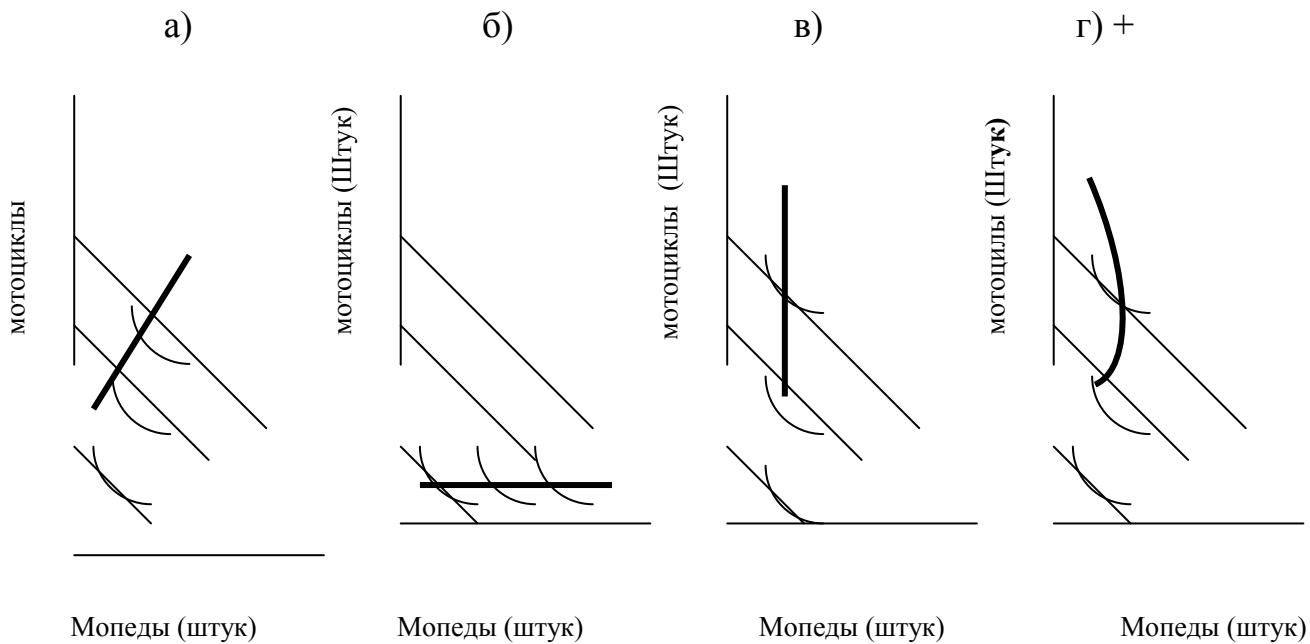 а)
б)
в)
г) +
мотоциклы
мотоциклы (Штук)
мотоциклы (Штук)
мотоцилы (Штук)
Мопеды (штук)
Мопеды (штук)
Мопеды (штук)
Мопеды (штук)